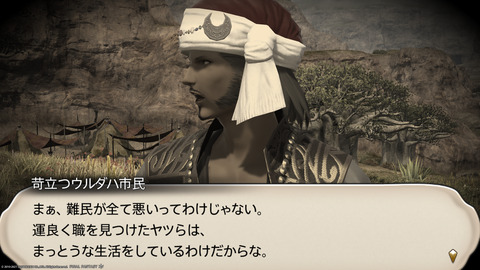 苛立つウルダハ市民
まぁ、難民が全て悪いってわけじゃない。
運良く職を見つけたヤツらは、
まっとうな生活をしているわけだからな。
FINAL FANTASY XIV